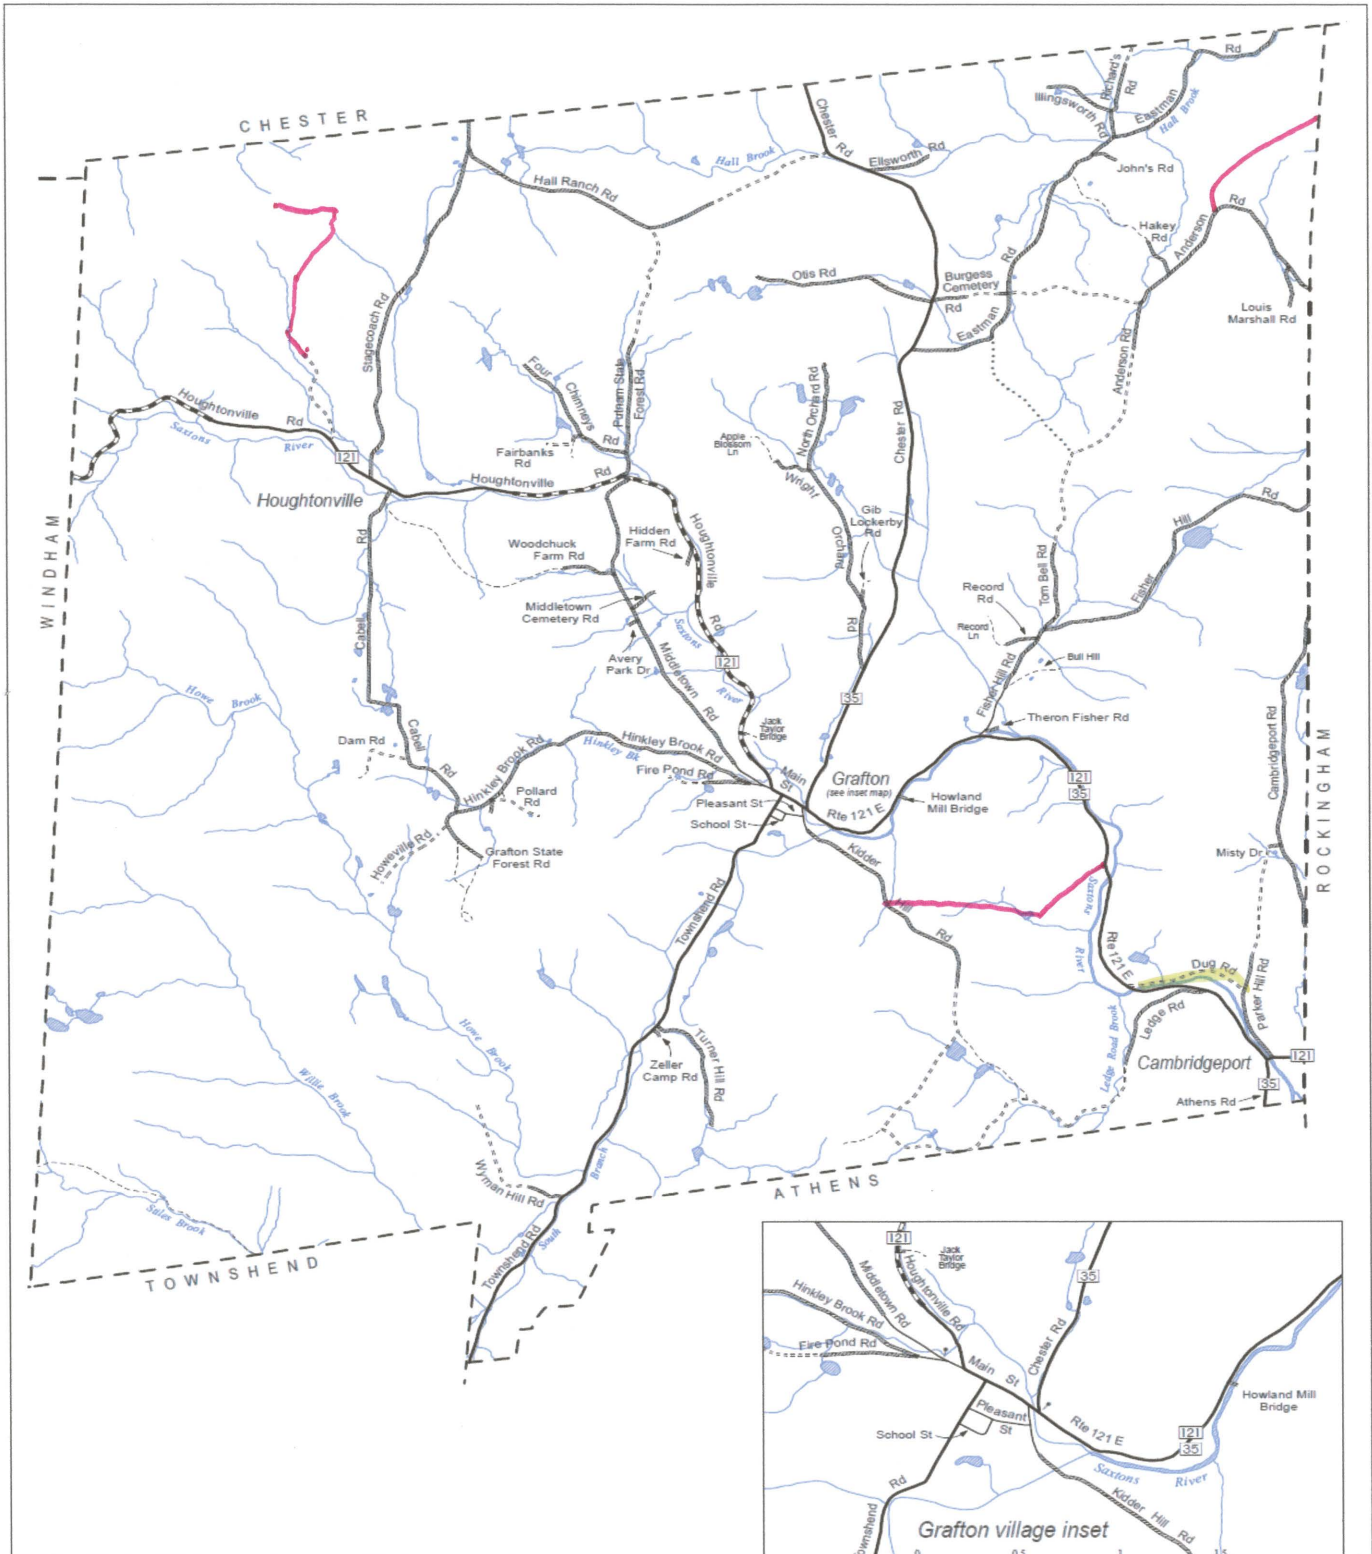 CHESTER
Richard's
Rd
Illingsworth Rd
Eastman
Rd
Hall Brook
Chester
Rd
Hall Brook
Ellsworth Rd
John's Rd
Hall Ranch Rd
Hakey
Rd
Anderson
Rd
Otis Rd
Burgess
Cemetery
Rd
Rd
Louis
Marshall Rd
Stagecoach Rd
Eastman
Anderson Rd
Four
Chimneys
Rd
Putnam State
Forest Rd
North Orchard Rd
Chester Rd
Houghtonville
Rd
Saxtons
River
121
Apple
Blossom
Ln
Fairbanks
Rd
Houghtonville
Rd
Wright
Orchard
Rd
Houghtonville
Gib
Lockerby
Rd
Hill
Rd
Fisher
WINDHAM
Rd
Cabell
Woodchuck
Farm Rd
Hidden
Farm Rd
Houghtonville
Rd
Tom Bell Rd
Record
Rd
Record
Ln
Middletown
Cemetery Rd
Saxtons
River
Avery
Park Dr
Middletown
Rd
121
Bull Hill
Fisher Hill Rd
35
Theron Fisher Rd
Howe
Brook
Jack
Taylor
Bridge
Dam Rd
Cabell
Rd
Hinkley Brook Rd
Hinkley Bk
Hinkley Brook Rd
Fire Pond Rd
Main
St
Grafton
(see inset map)
121
35
Cambridgeport Rd
ROCKINGHAM
Pollard
Rd
Pleasant St
School St
Rte 121 E
Howland
Mill Bridge
Howeville Rd
Grafton State
Forest Rd
Kidder
Hill
Rd
Misty Dr
Saxtons
River
Townshend Rd
Rte 121 E
Dug Rd
Parker Hill Rd
Ledge Rd
Ledge Road Brook
Howe
Brook
Zeller
Camp Rd
Turner Hill Rd
Cambridgeport
121
35
Athens Rd
Willie Brook
Wyman Hill Rd
Branch
South
ATHENS
Sales Brook
Townshend Rd
TOWNSHEND
121
Jack
Taylor
Bridge
Middletown Rd
Houghtonville Rd
35
Hinkley Brook Rd
Fire Pond Rd
Main
St
Chester Rd
Howland Mill
Bridge
Pleasant
St
School St
Rte 121 E
121
35
Saxtons
River
Rd
Kidder
Hill
Rd
Grafton village inset
0
0.5
1
1.5